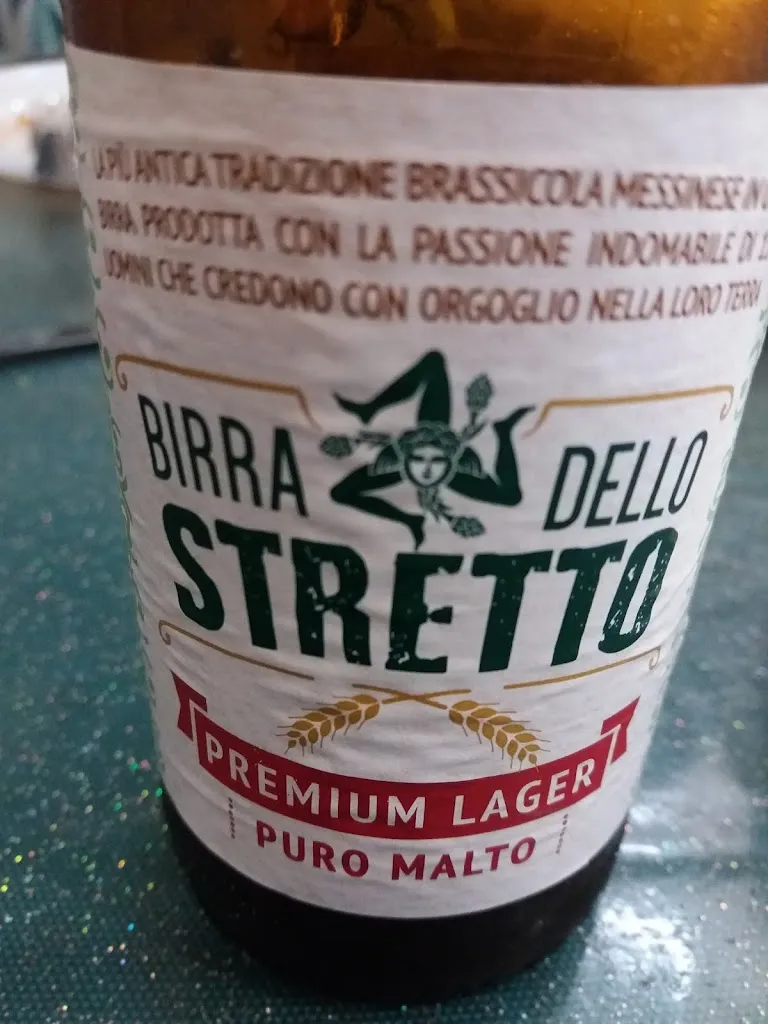 LA PIÙ ANTICA TRADIZIONE BRASSICOLA MESSINESE IN
BIRRA PRODOTTA CON LA PASSIONE INDOMABILE DI
UOMINI CHE CREDONO CON ORGOGLIO NELLA LORO TERRA
BIRRA DELLO
STRETTO
PREMIUM LAGER
PURO MALTO